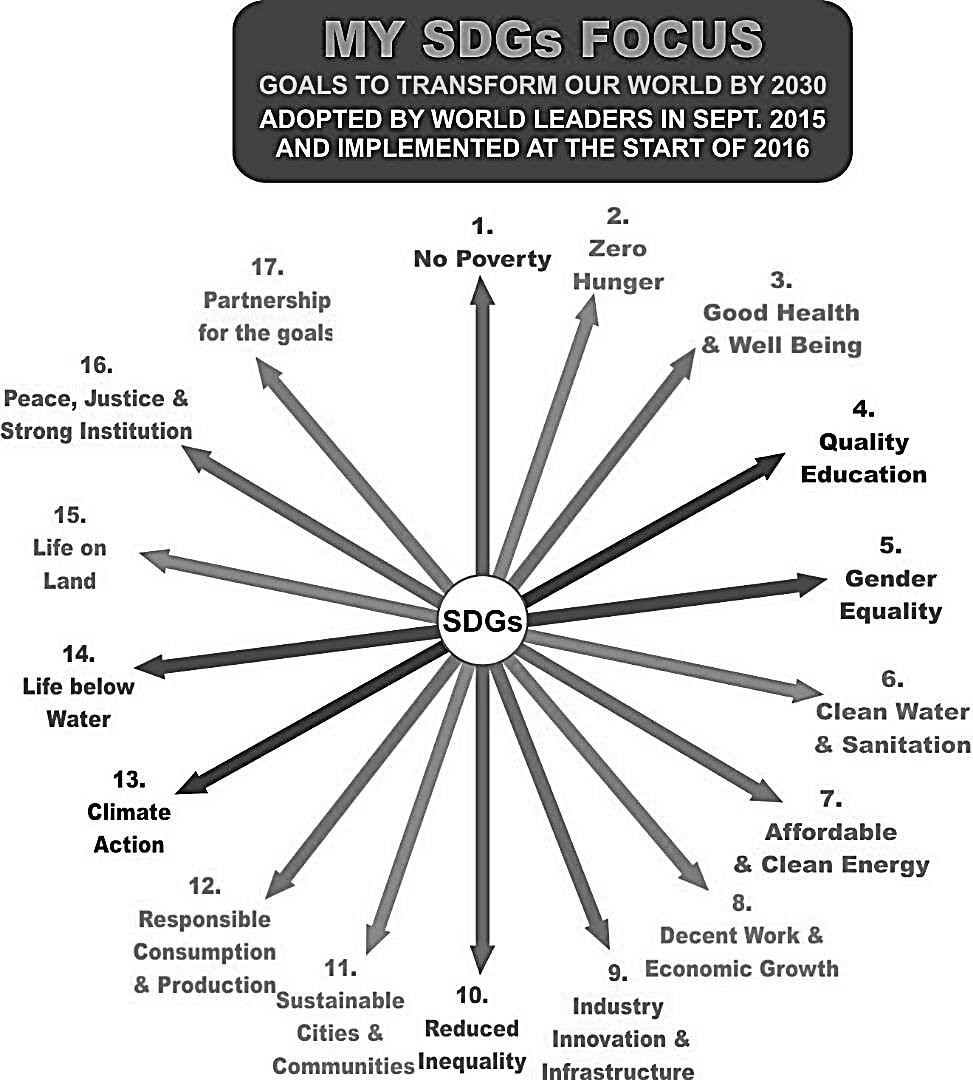 MY SDGs FOCUS
GOALS TO TRANSFORM OUR WORLD BY 2030
ADOPTED BY WORLD LEADERS IN SEPT. 2015
AND IMPLEMENTED AT THE START OF 2016
1.
No Poverty
2.
Zero
Hunger
3.
Good Health
& Well Being
4.
Quality
Education
5.
Gender
Equality
6.
Clean Water
& Sanitation
7.
Affordable
& Clean Energy
8.
Decent Work &
Economic Growth
9.
Industry
Innovation &
Infrastructure
10.
Reduced
Inequality
11.
Sustainable
Cities &
Communities
12.
Responsible
Consumption
& Production
13.
Climate
Action
14.
Life below
Water
15.
Life on
Land
16.
Peace, Justice &
Strong Institution
17.
Partnership
for the goals
SDGs